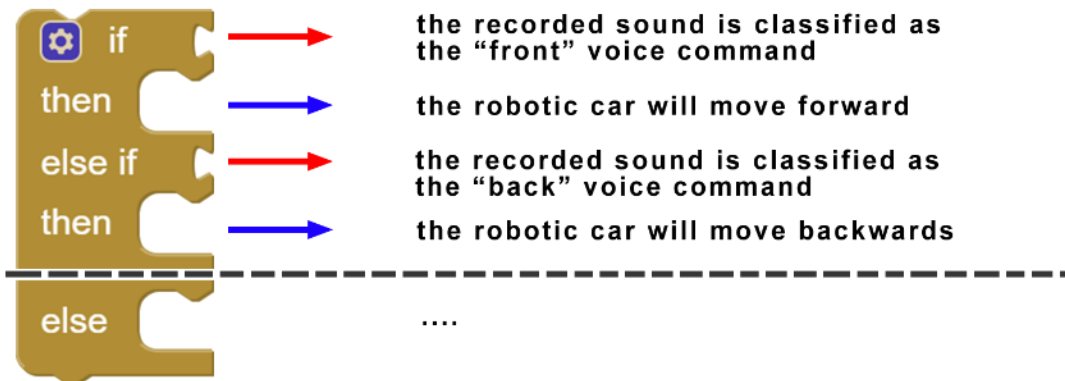 if
the recorded sound is classified as
the “front” voice command
then
the robotic car will move forward
else if
the recorded sound is classified as
the “back” voice command
then
the robotic car will move backwards
else
....